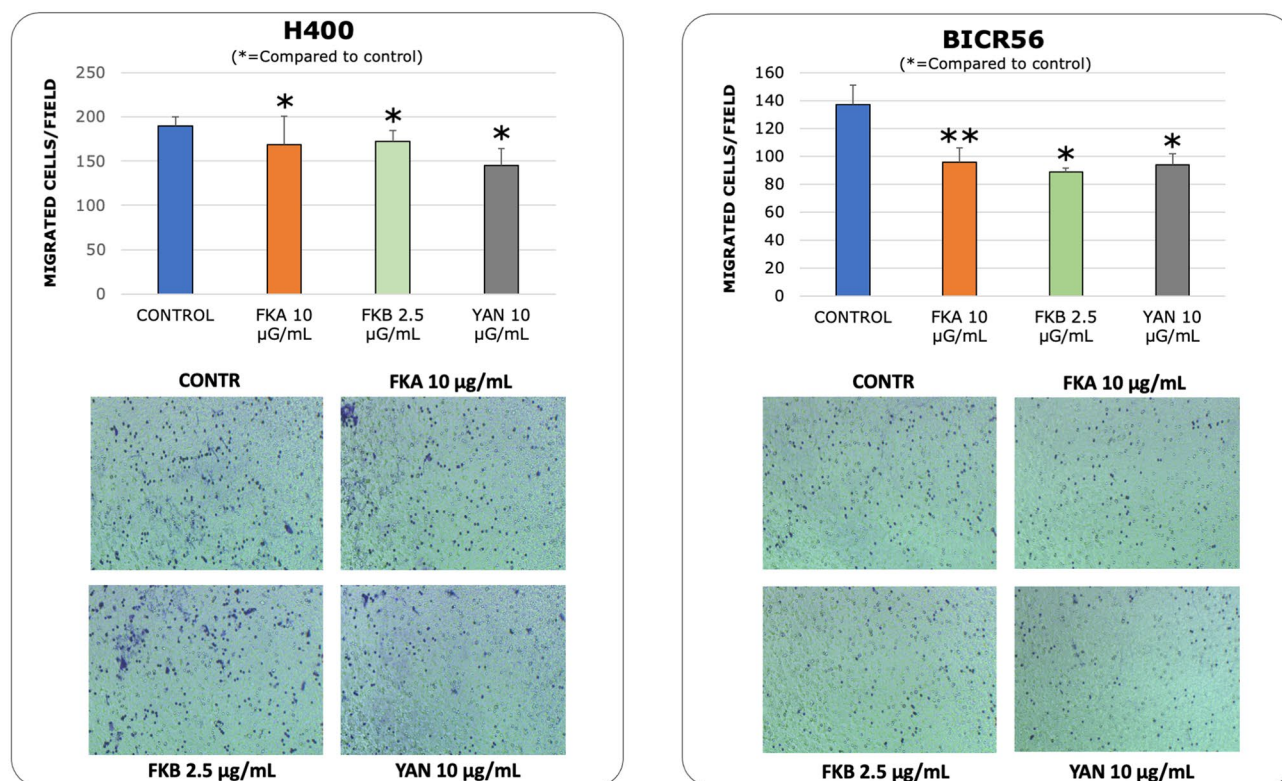 H400
(*=Compared to control)
MIGRATED CELLS/FIELD
250
200
150
100
50
0
*
*
*
CONTROL
FKA 10
µG/mL
FKB 2.5
µG/mL
YAN 10
µG/mL
CONTR
FKA 10 µg/mL
FKB 2.5 µg/mL
YAN 10 µg/mL
BICR56
(*=Compared to control)
MIGRATED CELLS/FIELD
160
140
120
100
80
60
40
20
0
**
*
*
CONTROL
FKA 10
µG/mL
FKB 2.5
µG/mL
YAN 10
µG/mL
CONTR
FKA 10 µg/mL
FKB 2.5 µg/mL
YAN 10 µg/mL